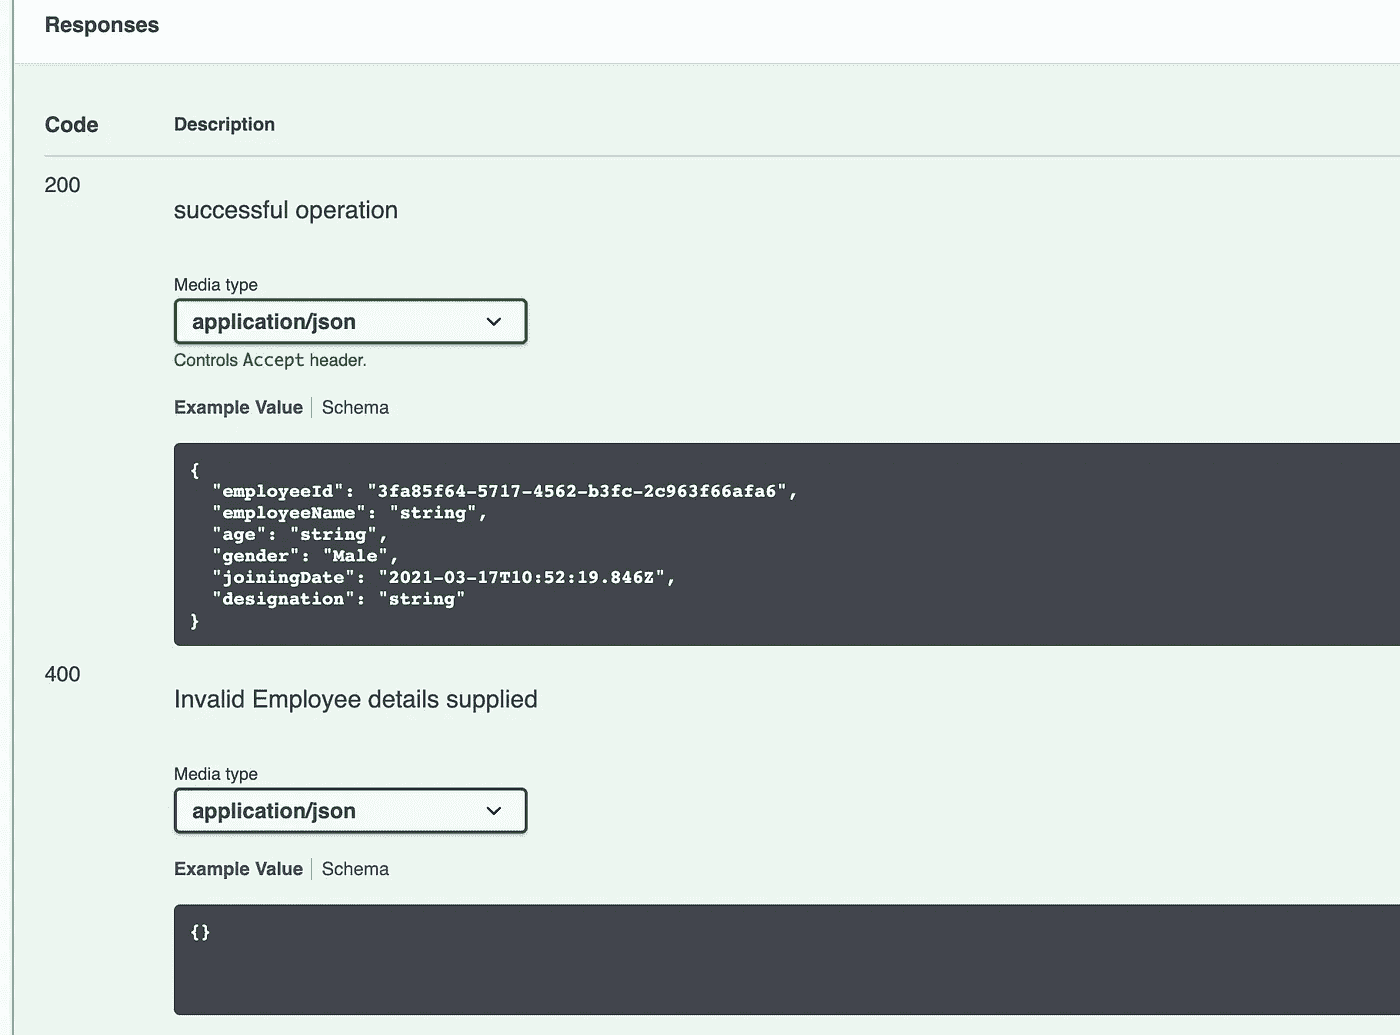 Responses
Code Description
200
successful operation
Media type
application/json
Controls Accept header.
Example Value Schema
{
  "employeeId": "3fa85f64-5717-4562-b3fc-2c963f66afa6",
  "employeeName": "string",
  "age": "string",
  "gender": "Male",
  "joiningDate": "2021-03-17T10:52:19.846Z",
  "designation": "string"
}
400
Invalid Employee details supplied
Media type
application/json
Example Value Schema
{}